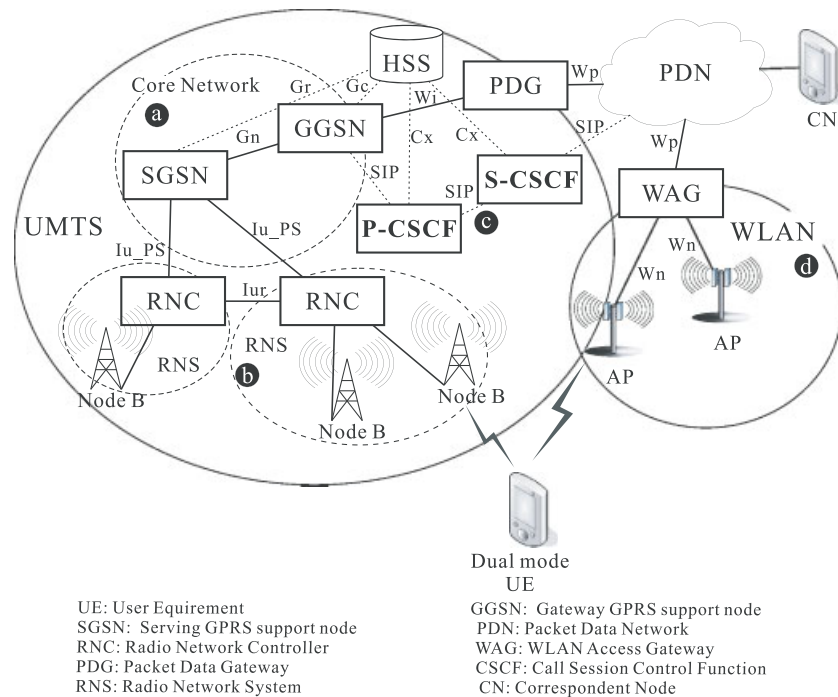 HSS
Core Network
Gr
Gc
PDG
Wp
PDN
CN
a
Wi
GGSN
Gn
Cx
Cx
SIP
Wp
SGSN
SIP
SIP
S-CSCF
WAG
UMTS
Iu_PS
P-CSCF
c
WLAN
Iu_PS
Wn
Wn
d
RNC
Iur
RNC
RNS
RNS
b
AP
AP
Node B
Node B
Node B
Dual mode
UE
UE: User Equirement
SGSN: Serving GPRS support node
RNC: Radio Network Controller
PDG: Packet Data Gateway
RNS: Radio Network System
GGSN: Gateway GPRS support node
PDN: Packet Data Network
WAG: WLAN Access Gateway
CSCF: Call Session Control Function
CN: Correspondent Node